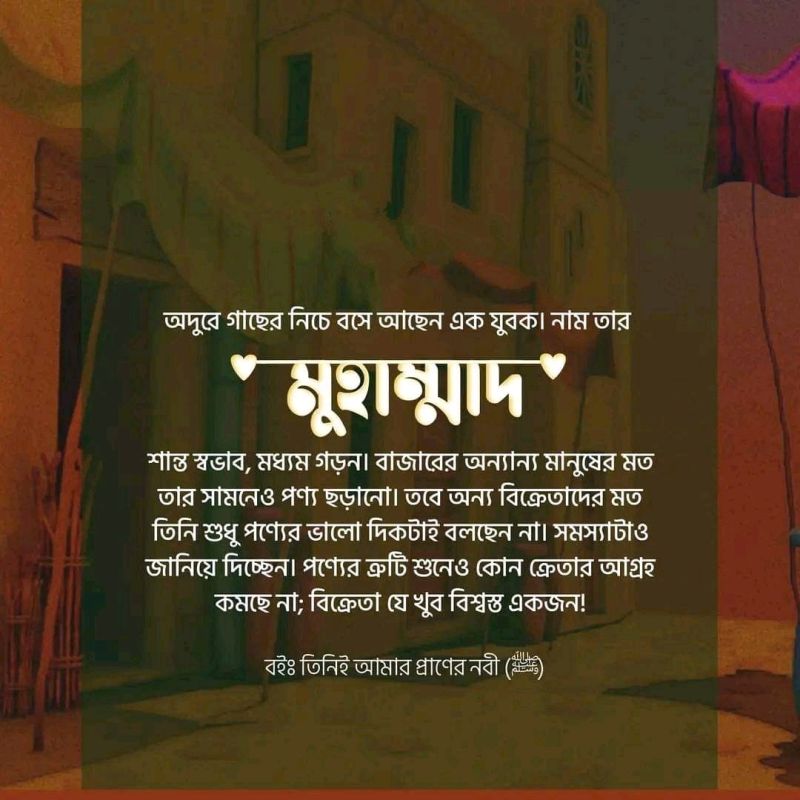 অদুরে গাছের নিচে বসে আছেন এক যুবক। নাম তার
মুহাম্মাদ
শান্ত স্বভাব, মধ্যম গড়ন। বাজারের অন্যান্য মানুষের মত
তার সামনেও পণ্য ছড়ানো। তবে অন্য বিক্রেতাদের মত
তিনি শুধু পণ্যের ভালো দিকটাই বলছেন না। সমস্যাটাও
জানিয়ে দিচ্ছেন। পণ্যের ত্রুটি শুনেও কোন ক্রেতার আগ্রহ
কমছে না; বিক্রেতা যে খুব বিশ্বস্ত একজন!
বইঃ তিনিই আমার প্রাণের নবী (ﷺ)